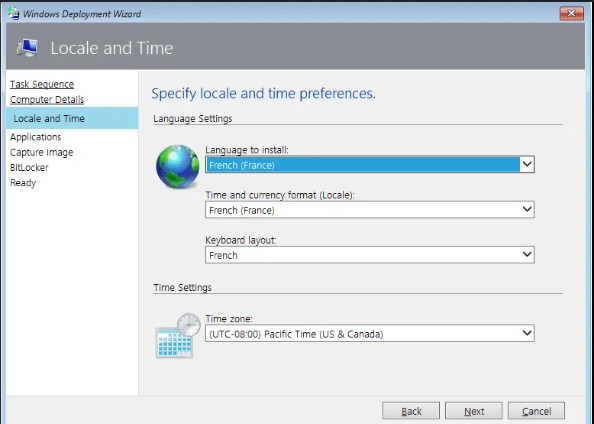 Windows Deployment Wizard
Locale and Time
Task Sequence
Computer Details
Locale and Time
Applications
Capture Image
BitLocker
Ready
Specify locale and time preferences.
Language Settings
Language to install:
French (France)
Time and currency format (Locale):
French (France)
Keyboard layout:
French
Time Settings
Time zone:
(UTC-08:00) Pacific Time (US & Canada)
Back Next Cancel